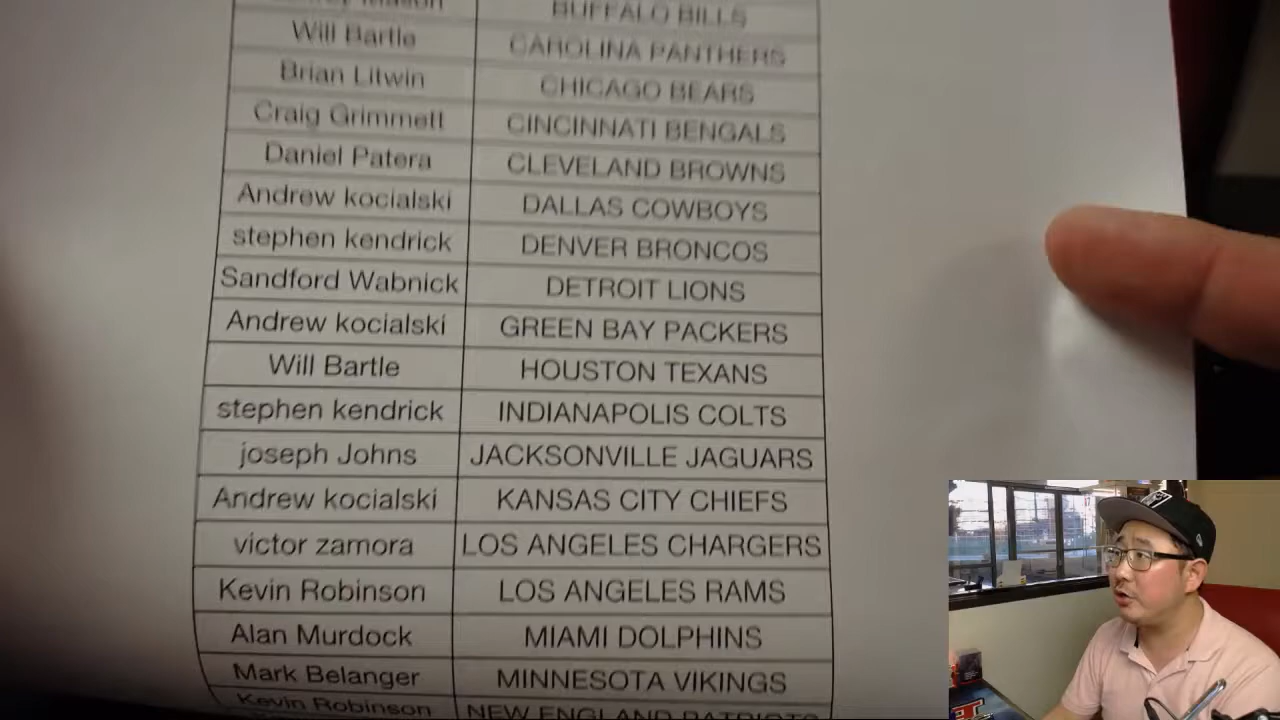 Mason BUFFALO BILLS
Will Bartle CAROLINA PANTHERS
Brian Litwin CHICAGO BEARS
Craig Grimmett CINCINNATI BENGALS
Daniel Patera CLEVELAND BROWNS
Andrew kocialski DALLAS COWBOYS
stephen kendrick DENVER BRONCOS
Sandford Wabnick DETROIT LIONS
Andrew kocialski GREEN BAY PACKERS
Will Bartle HOUSTON TEXANS
stephen kendrick INDIANAPOLIS COLTS
joseph Johns JACKSONVILLE JAGUARS
Andrew kocialski KANSAS CITY CHIEFS
victor zamora LOS ANGELES CHARGERS
Kevin Robinson LOS ANGELES RAMS
Alan Murdock MIAMI DOLPHINS
Mark Belanger MINNESOTA VIKINGS
Kevin Robinson NEW ENGLAND PATRIOTS